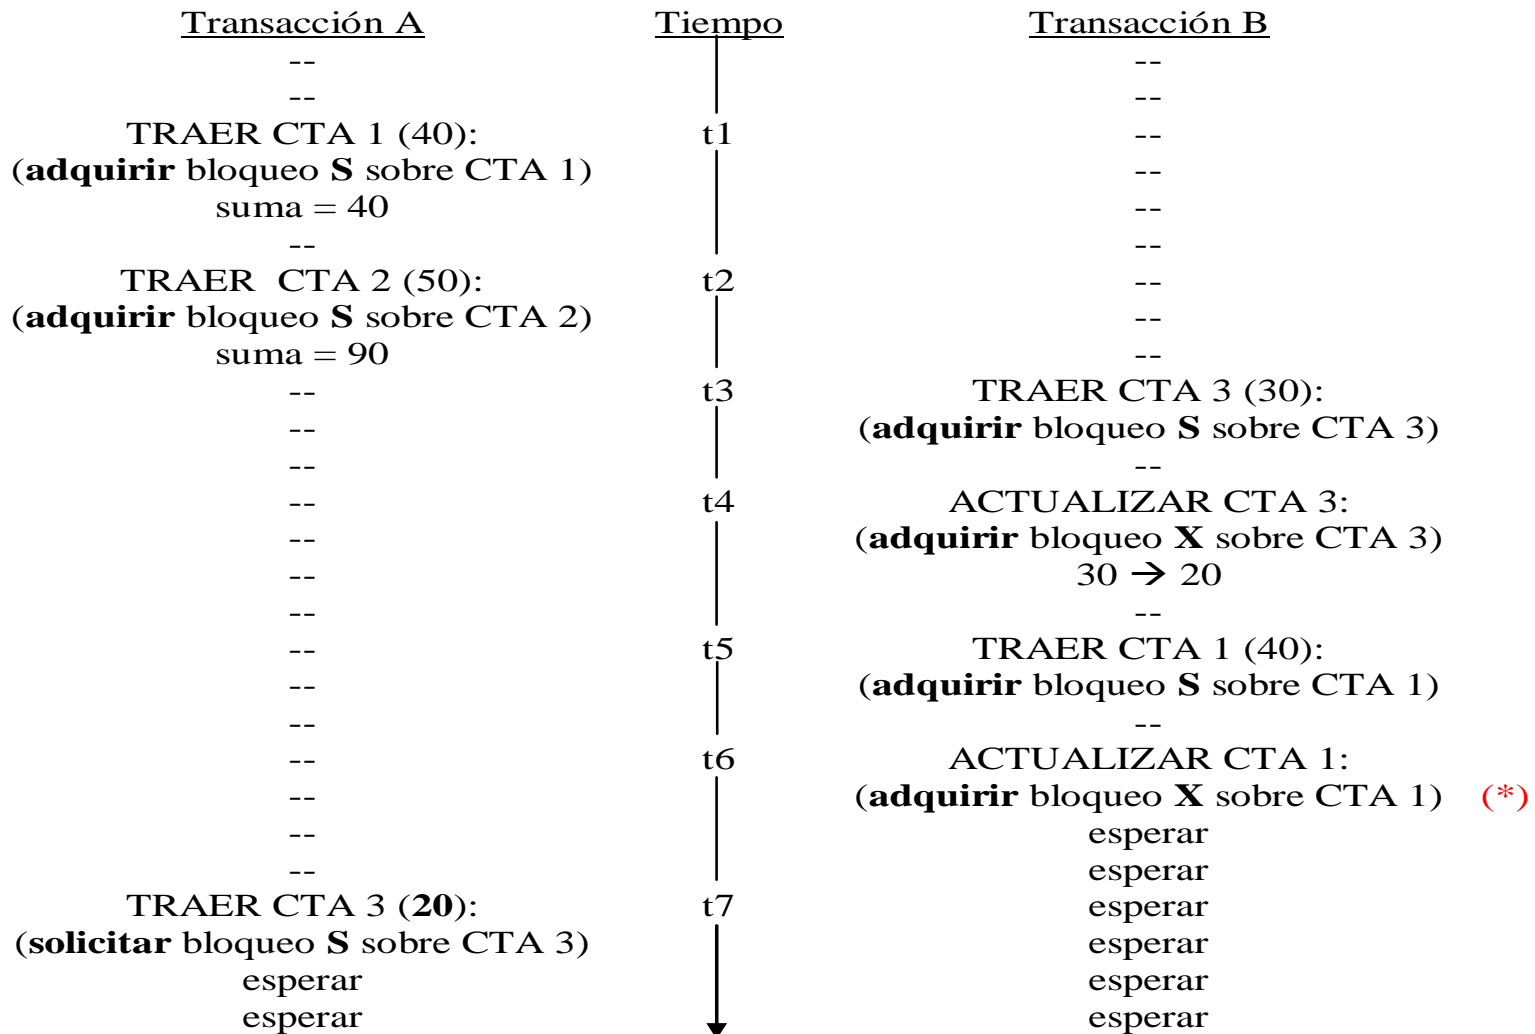 Transacción A Tiempo Transacción B
-- --
-- --
TRAER CTA 1 (40): t1 --
(adquirir bloqueo S sobre CTA 1) --
suma = 40 --
-- --
TRAER CTA 2 (50): t2 --
(adquirir bloqueo S sobre CTA 2) --
suma = 90 --
-- t3 TRAER CTA 3 (30):
-- (adquirir bloqueo S sobre CTA 3)
-- --
-- t4 ACTUALIZAR CTA 3:
-- (adquirir bloqueo X sobre CTA 3)
-- 30 → 20
-- --
-- t5 TRAER CTA 1 (40):
-- (adquirir bloqueo S sobre CTA 1)
-- --
-- t6 ACTUALIZAR CTA 1:
-- (adquirir bloqueo X sobre CTA 1) (*)
-- esperar
-- esperar
TRAER CTA 3 (20): t7 esperar
(solicitar bloqueo S sobre CTA 3) esperar
esperar esperar
esperar esperar